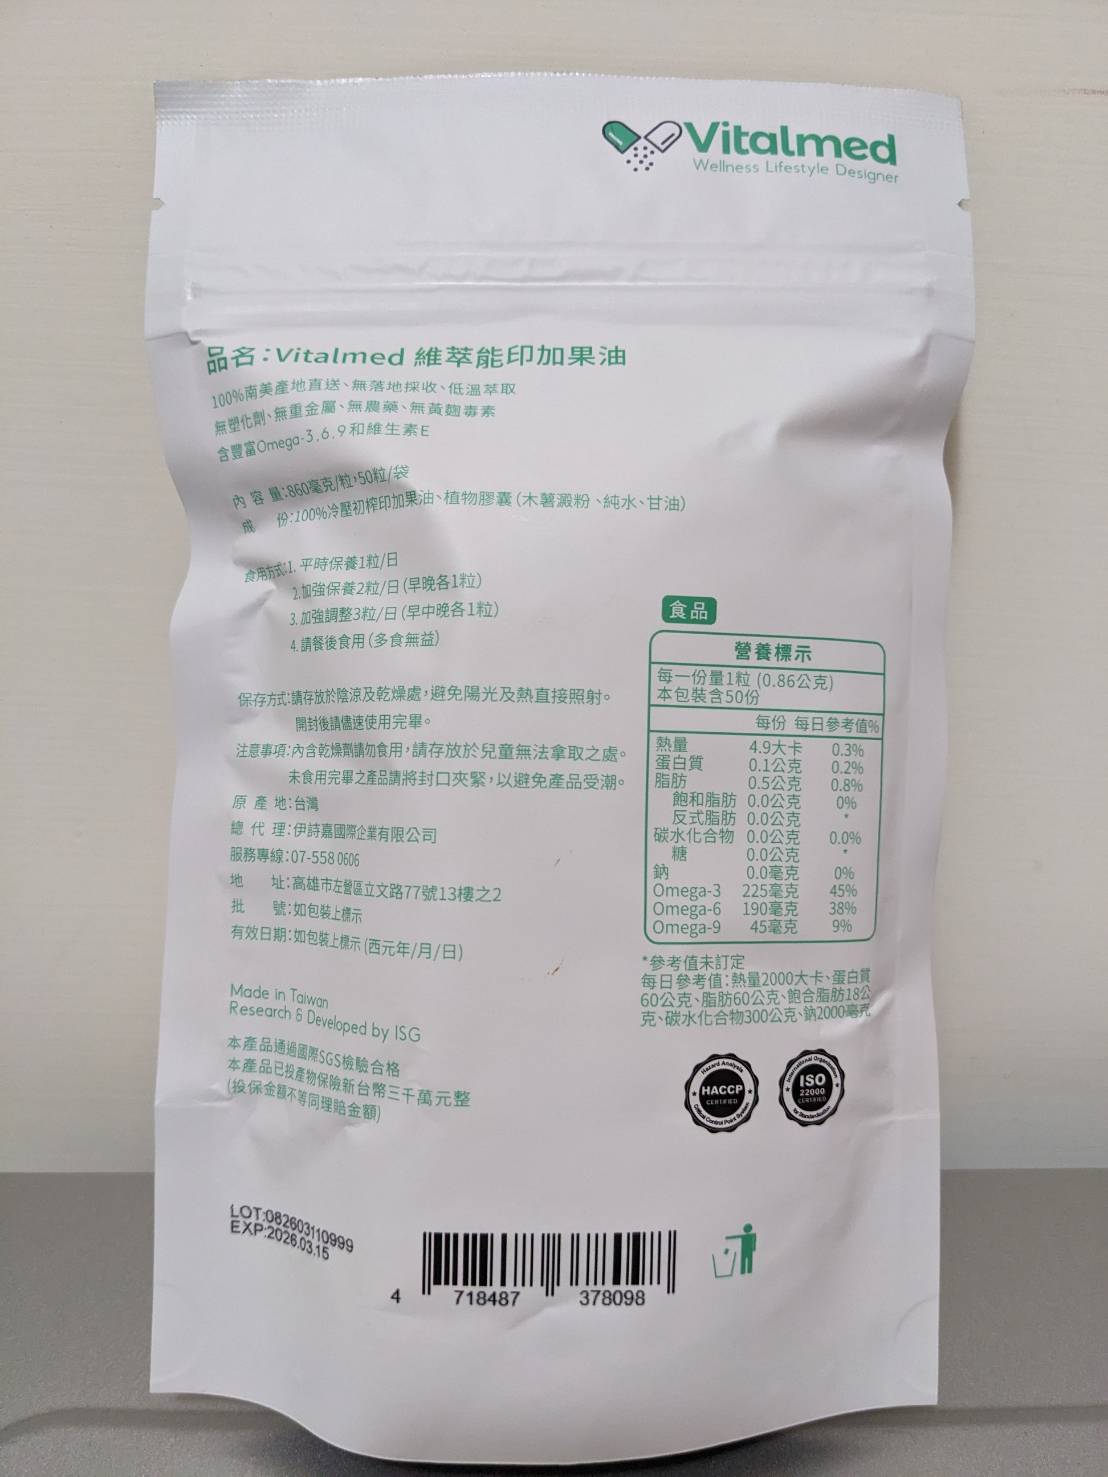 Vitalmed
Wellness Lifestyle Designer
品名:Vitalmed 維萃能印加果油
100%南美產地直送、無落地採收、低溫萃取
無塑化劑、無重金屬、無農藥、無黃麴毒素
含豐富Omega-3.6.9和維生素E
內容量:860毫克/粒,50粒/袋
成份:100%冷壓初榨印加果油、植物膠囊(木薯澱粉、純水、甘油)
食用方式:1. 平時保養1粒/日
2.加強保養2粒/日(早晚各1粒)
3.加強調整3粒/日(早中晚各1粒)
4.請餐後食用(多食無益)
保存方式:請存放於陰涼及乾燥處,避免陽光及熱直接照射。
開封後請儘速使用完畢。
注意事項:內含乾燥劑請勿食用,請存放於兒童無法拿取之處。
未食用完畢之產品請將封口夾緊,以避免產品受潮。
原產地:台灣
總代理:伊詩嘉國際企業有限公司
服務專線:07-558 0606
地址:高雄市左營區立文路77號13樓之2
批號:如包裝上標示
有效日期:如包裝上標示(西元年/月/日)
Made in Taiwan
Research & Developed by ISG
本產品通過國際SGS檢驗合格
本產品已投產物保險新台幣三千萬元整
(投保金額不等同理賠金額)
食品
營養標示
每一份量1粒 (0.86公克)
本包裝含50份
每份 每日參考值%
熱量 4.9大卡 0.3%
蛋白質 0.1公克 0.2%
脂肪 0.5公克 0.8%
飽和脂肪 0.0公克 0%
反式脂肪 0.0公克 *
碳水化合物 0.0公克 0.0%
糖 0.0公克 *
鈉 0.0毫克 0%
Omega-3 225毫克 45%
Omega-6 190毫克 38%
Omega-9 45毫克 9%
*參考值未訂定
每日參考值:熱量2000大卡、蛋白質
60公克、脂肪60公克、飽合脂肪18公
克、碳水化合物300公克、鈉2000毫克
Hazard Analysis
HACCP
CERTIFIED
Critical Control Point System
International Organization
ISO
22000
CERTIFIED
for Standardization
LOT:082603110999
EXP:2026.03.15
4 718487 378098